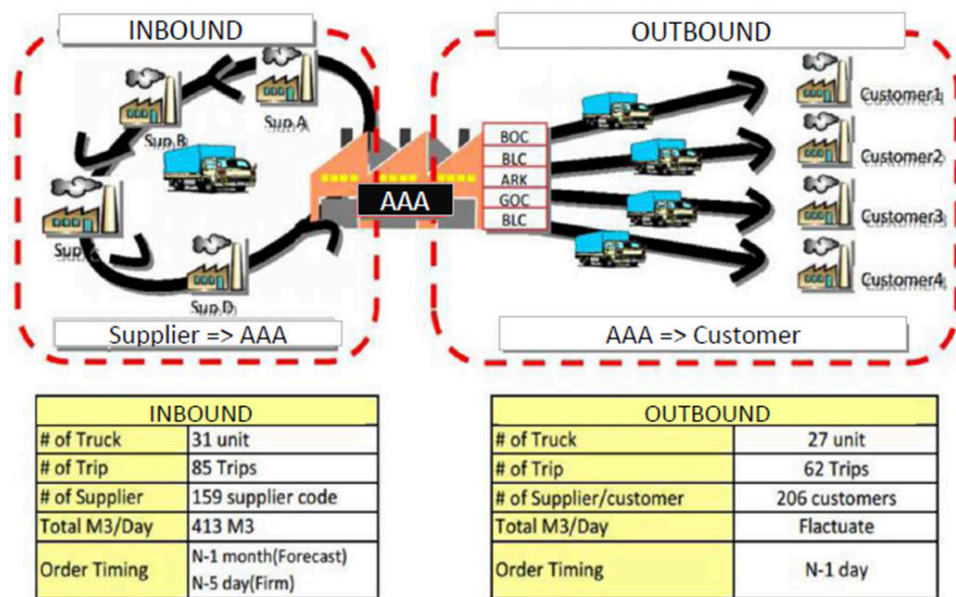 INBOUND
OUTBOUND
Sup A
Sup B
Sup D
Customer1
Customer2
Customer3
Customer4
AAA
BOC
BLC
ARK
GOC
BLC
Supplier => AAA
AAA => Customer
INBOUND
# of Truck 31 unit
# of Trip 85 Trips
# of Supplier 159 supplier code
Total M3/Day 413 M3
Order Timing N-1 month(Forecast)
N-5 day(Firm)
OUTBOUND
# of Truck 27 unit
# of Trip 62 Trips
# of Supplier/customer 206 customers
Total M3/Day Flactuate
Order Timing N-1 day